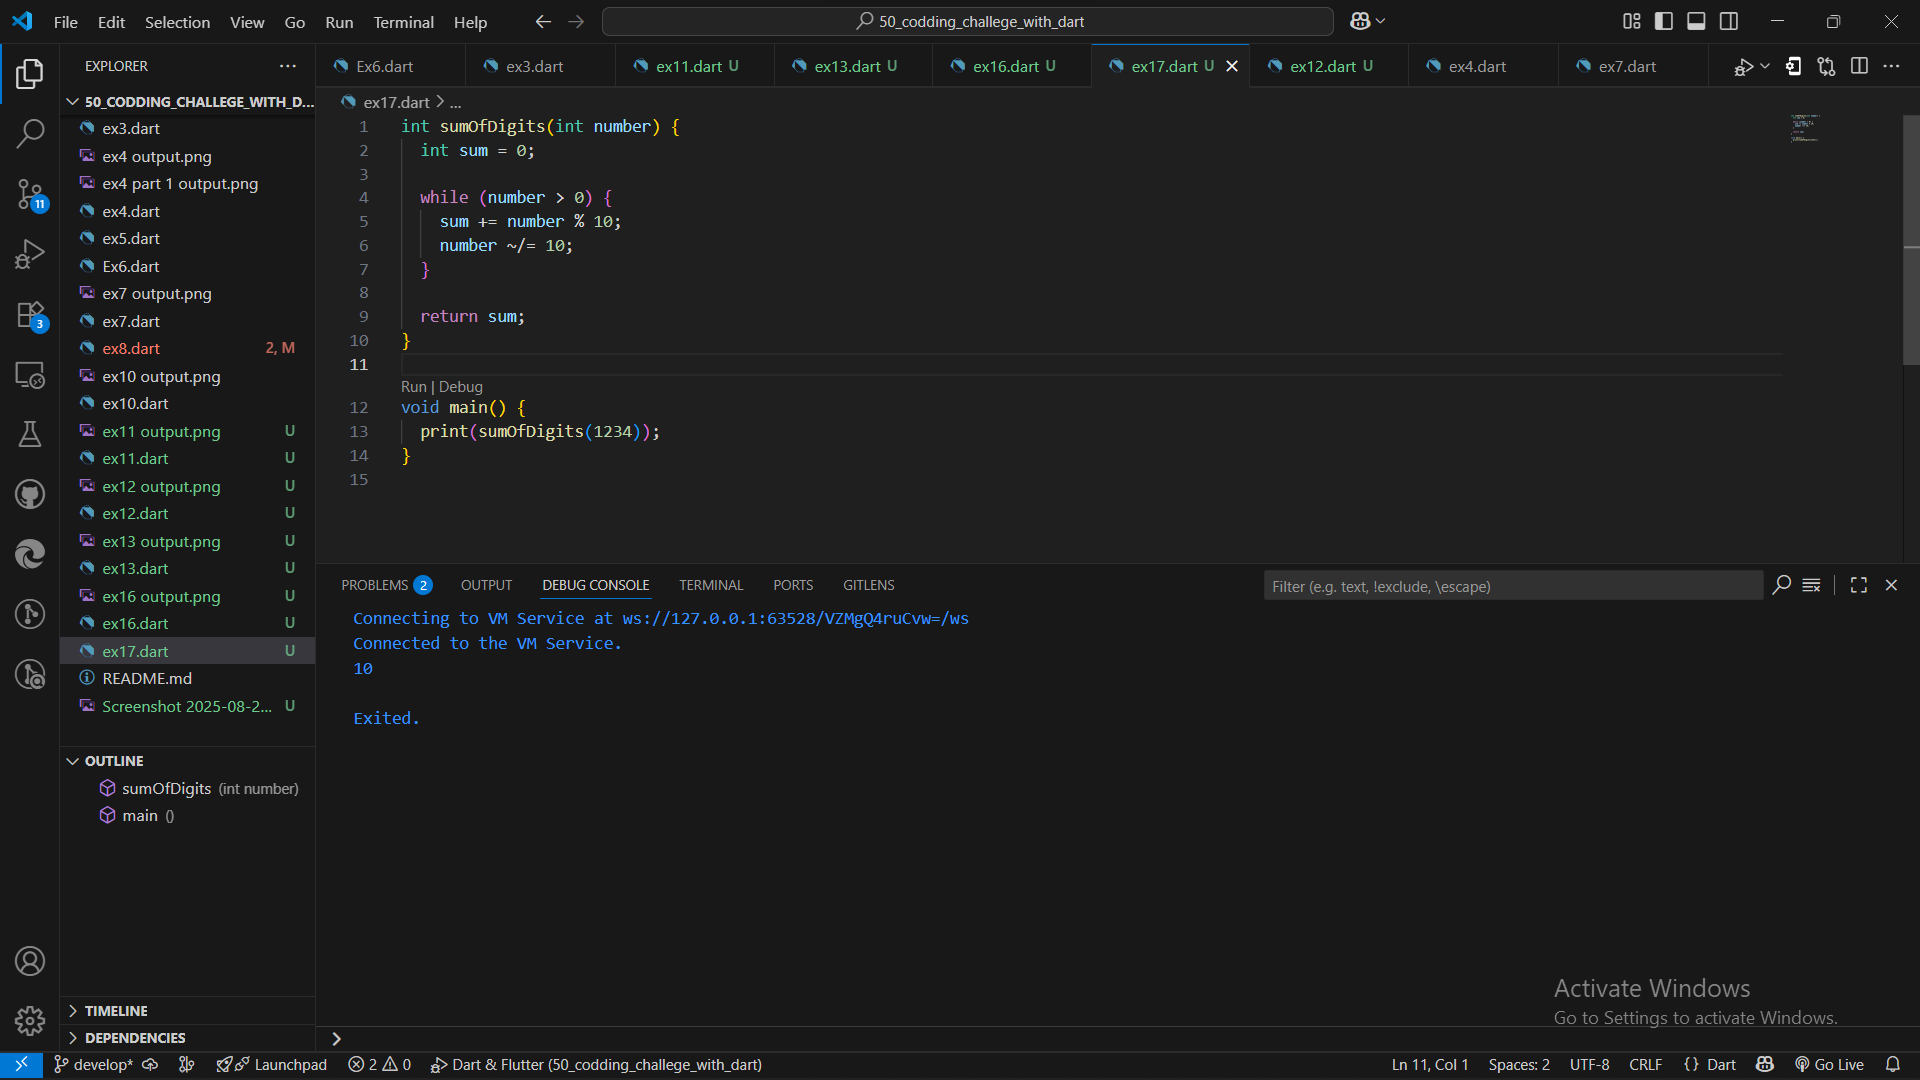 File Edit Selection View Go Run Terminal Help
50_codding_challege_with_dart
EXPLORER
Ex6.dart
ex3.dart
ex11.dart U
ex13.dart U
ex16.dart U
ex17.dart U
ex12.dart U
ex4.dart
ex7.dart
50_CODDING_CHALLEGE_WITH_D...
ex3.dart
ex4 output.png
ex4 part 1 output.png
ex4.dart
ex5.dart
Ex6.dart
ex7 output.png
ex7.dart
ex8.dart 2, M
ex10 output.png
ex10.dart
ex11 output.png U
ex11.dart U
ex12 output.png U
ex12.dart U
ex13 output.png U
ex13.dart U
ex16 output.png U
ex16.dart U
ex17.dart U
README.md
Screenshot 2025-08-2... U
11
3
OUTLINE
sumOfDigits (int number)
main ()
TIMELINE
DEPENDENCIES
ex17.dart > ...
1 int sumOfDigits(int number) {
2 int sum = 0;
3
4 while (number > 0) {
5 sum += number % 10;
6 number ~/= 10;
7 }
8
9 return sum;
10 }
11
Run | Debug
12 void main() {
13 print(sumOfDigits(1234));
14 }
15
PROBLEMS 2 OUTPUT DEBUG CONSOLE TERMINAL PORTS GITLENS
Filter (e.g. text, !exclude, \escape)
Connecting to VM Service at ws://127.0.0.1:63528/VZMgQ4ruCvw=/ws
Connected to the VM Service.
10
Exited.
Activate Windows
Go to Settings to activate Windows.
develop* Launchpad 2 0 Dart & Flutter (50_codding_challege_with_dart)
Ln 11, Col 1 Spaces: 2 UTF-8 CRLF {} Dart Go Live